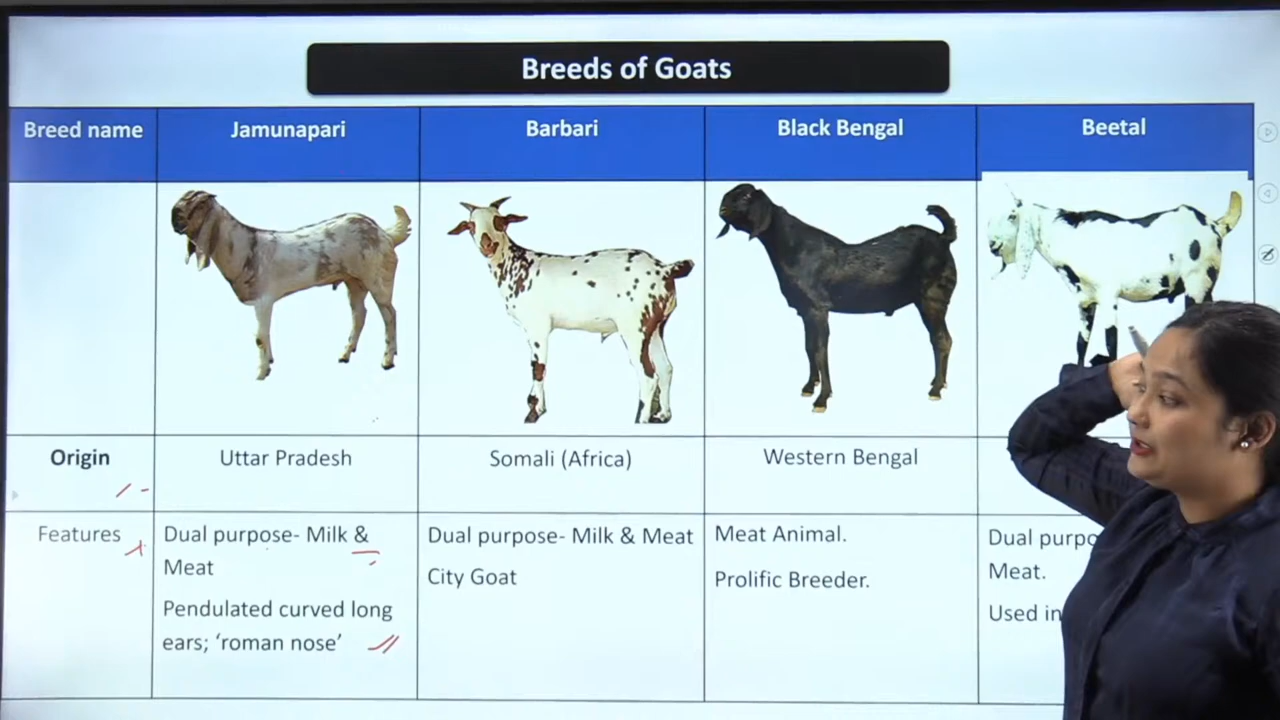 Breeds of Goats
Breed name
Jamunapari
Barbari
Black Bengal
Beetal
Origin
Uttar Pradesh
Somali (Africa)
Western Bengal
Features
Dual purpose- Milk &
Meat
Pendulated curved long
ears; ‘roman nose’
Dual purpose- Milk & Meat
City Goat
Meat Animal.
Prolific Breeder.
Dual
Meat.
Used in